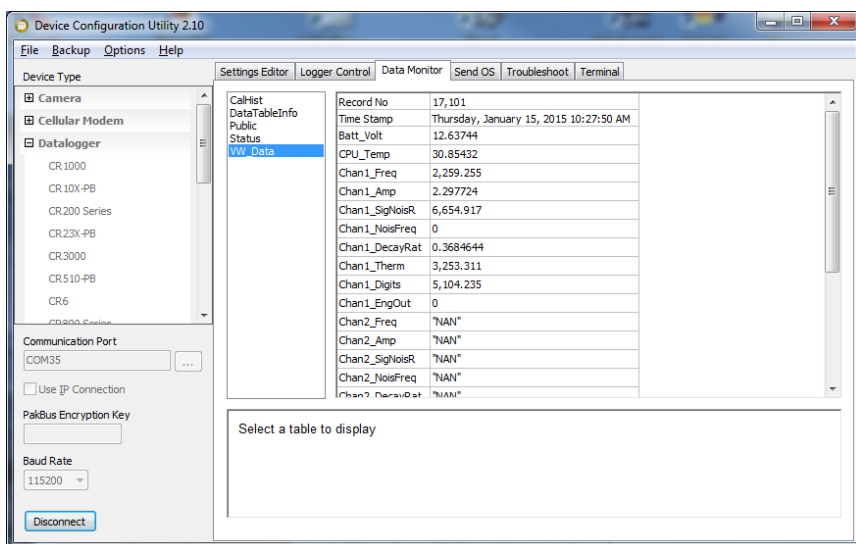 Device Configuration Utility 2.10
File Backup Options Help
Device Type
Camera
Cellular Modem
Datalogger
CR1000
CR10X-PB
CR200 Series
CR23X-PB
CR3000
CR510-PB
CR6
CR800 Series
Communication Port
COM35
...
Use IP Connection
PakBus Encryption Key
Baud Rate
115200
Disconnect
Settings Editor Logger Control Data Monitor Send OS Troubleshoot Terminal
CalHist
DataTableInfo
Public
Status
VW_Data
Record No 17,101
Time Stamp Thursday, January 15, 2015 10:27:50 AM
Batt_Volt 12.63744
CPU_Temp 30.85432
Chan1_Freq 2,259.255
Chan1_Amp 2.297724
Chan1_SigNoisR 6,654.917
Chan1_NoisFreq 0
Chan1_DecayRat 0.3684644
Chan1_Therm 3,253.311
Chan1_Digits 5,104.235
Chan1_EngOut 0
Chan2_Freq "NAN"
Chan2_Amp "NAN"
Chan2_SigNoisR "NAN"
Chan2_NoisFreq "NAN"
Chan2_DecayRat "NAN"
Select a table to display